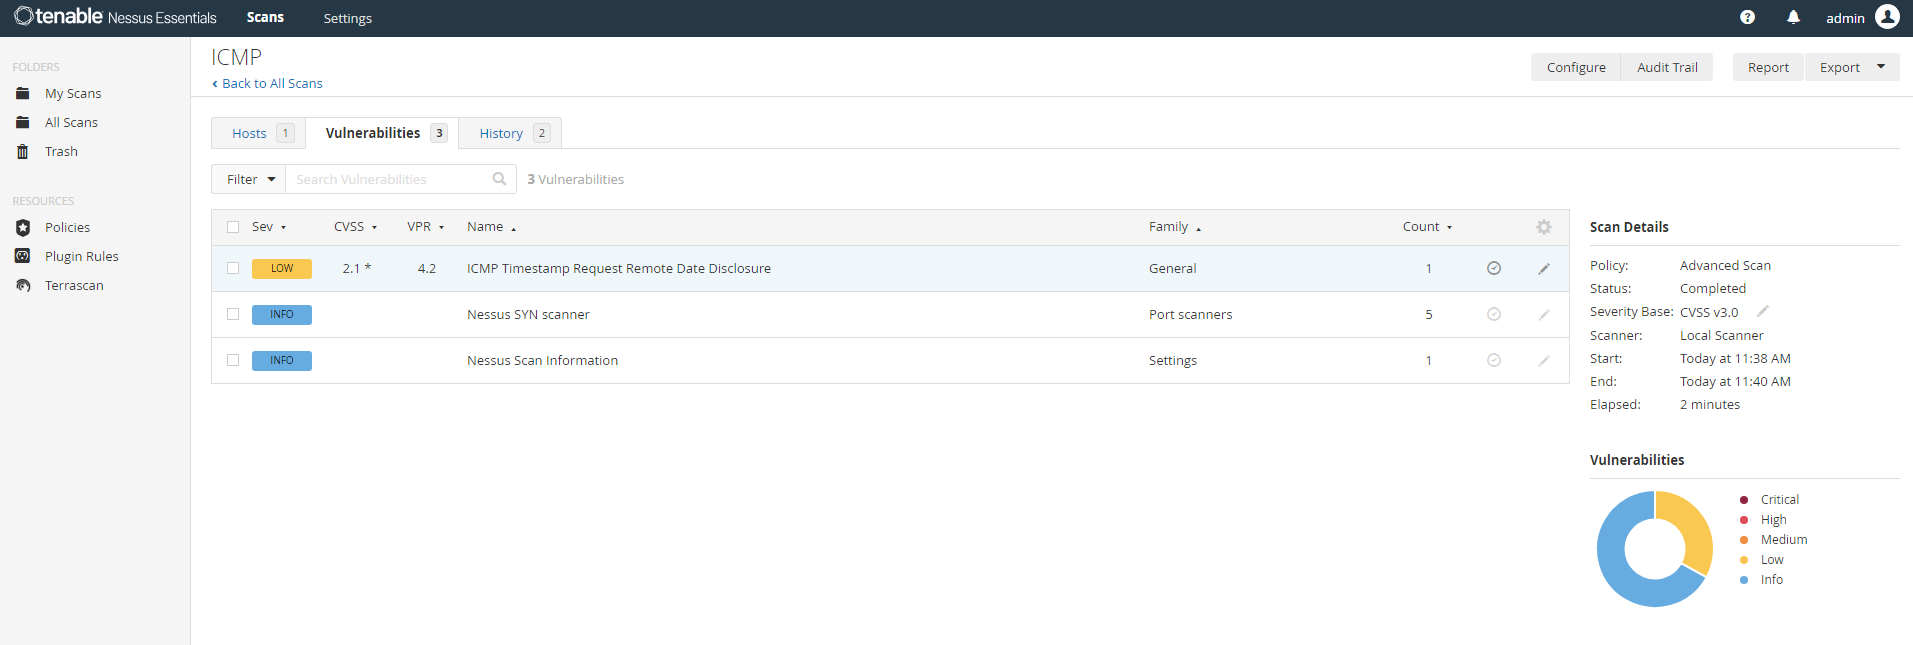 tenable Nessus Essentials Scans Settings admin
FOLDERS
My Scans
All Scans
Trash
RESOURCES
Policies
Plugin Rules
Terrascan
ICMP
Back to All Scans
Configure Audit Trail Report Export
Hosts 1 Vulnerabilities 3 History 2
Filter Search Vulnerabilities 3 Vulnerabilities
Sev CVSS VPR Name Family Count
LOW 2.1 * 4.2 ICMP Timestamp Request Remote Date Disclosure General 1
INFO Nessus SYN scanner Port scanners 5
INFO Nessus Scan Information Settings 1
Scan Details
Policy: Advanced Scan
Status: Completed
Severity Base: CVSS v3.0
Scanner: Local Scanner
Start: Today at 11:38 AM
End: Today at 11:40 AM
Elapsed: 2 minutes
Vulnerabilities
Critical
High
Medium
Low
Info